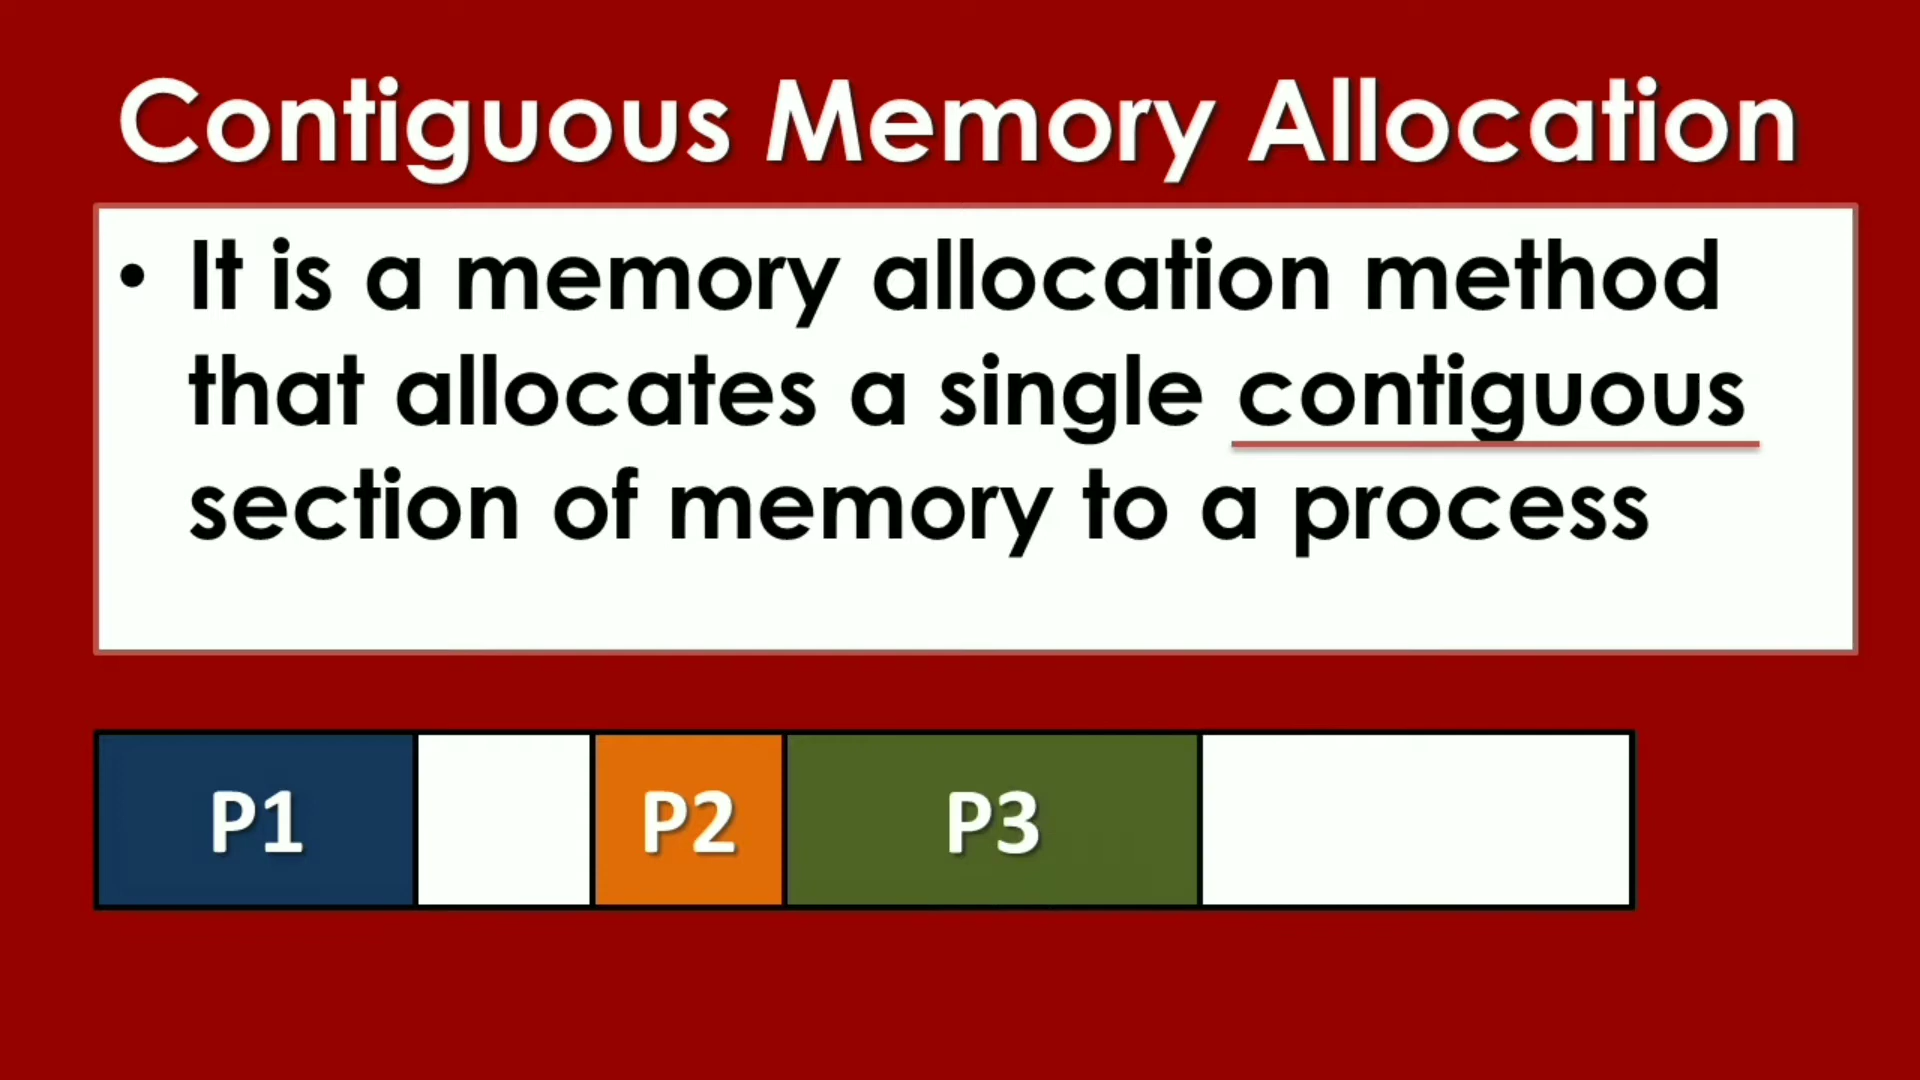 Contiguous Memory Allocation
• It is a memory allocation method
that allocates a single contiguous
section of memory to a process
P1 P2 P3